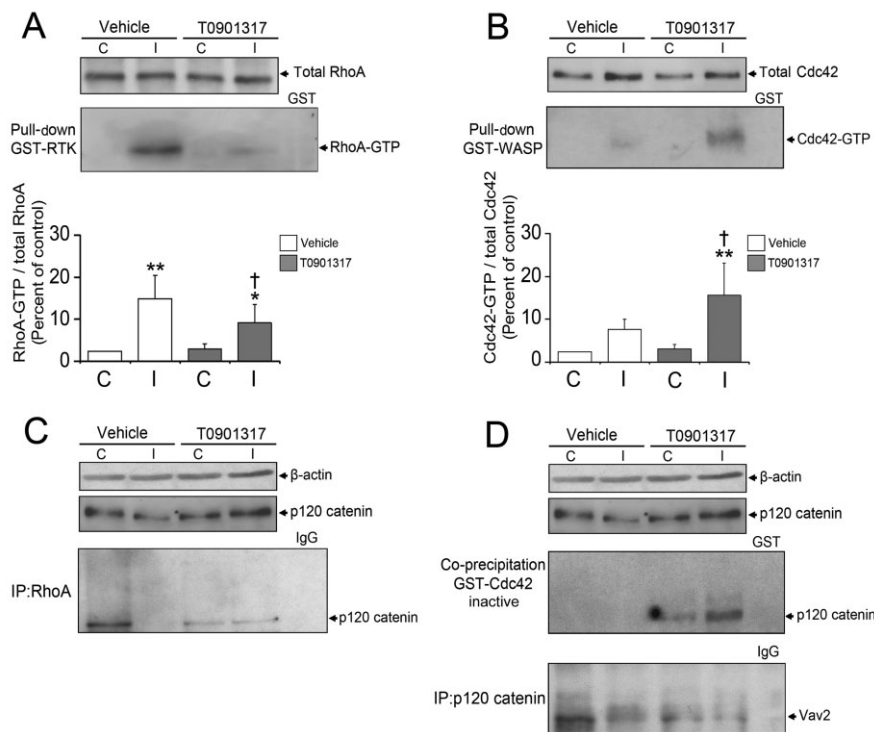 A
Vehicle T0901317
C I C I
Total RhoA
GST
Pull-down
GST-RTK
RhoA-GTP
RhoA-GTP / total RhoA
(Percent of control)
30
20
10
0
**
†
*
Vehicle
T0901317
C I C I
B
Vehicle T0901317
C I C I
Total Cdc42
GST
Pull-down
GST-WASP
Cdc42-GTP
Cdc42-GTP / total Cdc42
(Percent of control)
30
20
10
0
†
**
Vehicle
T0901317
C I C I
C
Vehicle T0901317
C I C I
β-actin
p120 catenin
IgG
IP:RhoA
p120 catenin
D
Vehicle T0901317
C I C I
β-actin
p120 catenin
GST
Co-precipitation
GST-Cdc42
inactive
p120 catenin
IgG
IP:p120 catenin
Vav2